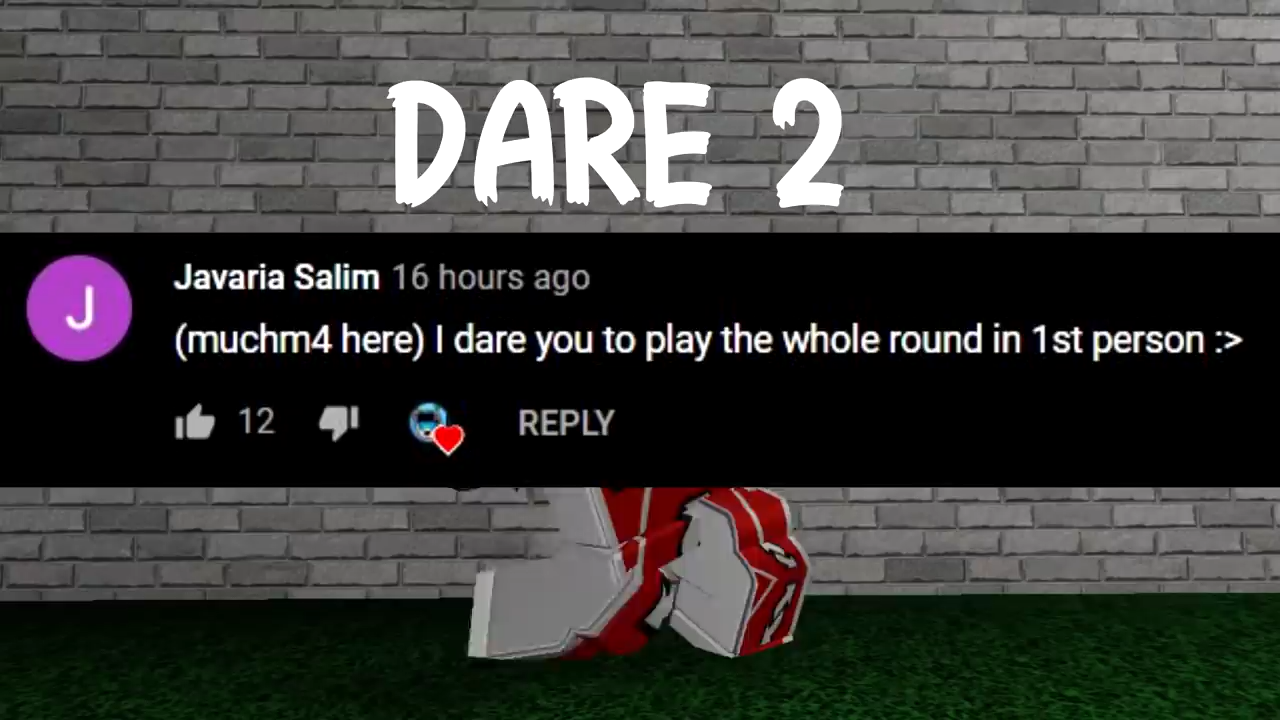 DARE 2
J
Javaria Salim 16 hours ago
(muchm4 here) I dare you to play the whole round in 1st person :>
12
REPLY